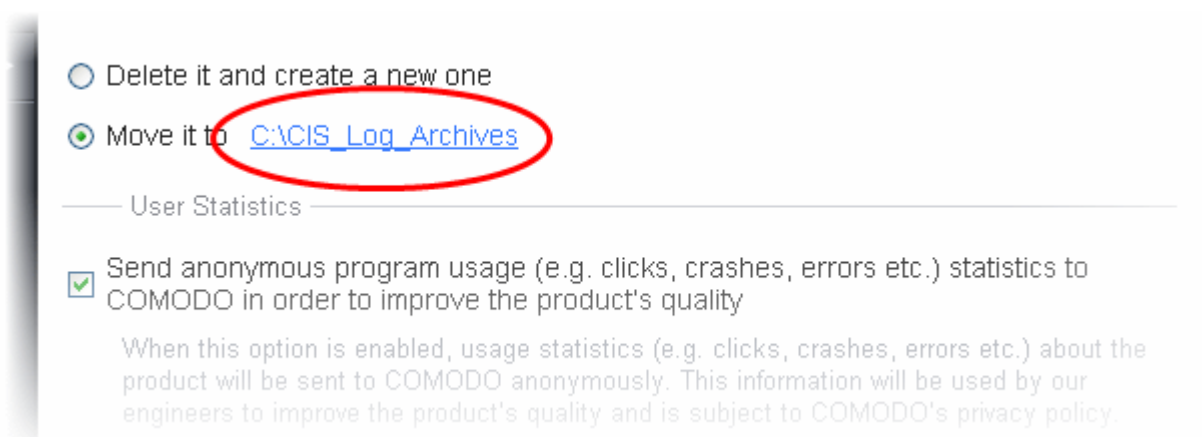 Delete it and create a new one
Move it to C:\CIS_Log_Archives
User Statistics
Send anonymous program usage (e.g. clicks, crashes, errors etc.) statistics to
COMODO in order to improve the product's quality
When this option is enabled, usage statistics (e.g. clicks, crashes, errors etc.) about the
product will be sent to COMODO anonymously. This information will be used by our
engineers to improve the product's quality and is subject to COMODO's privacy policy.